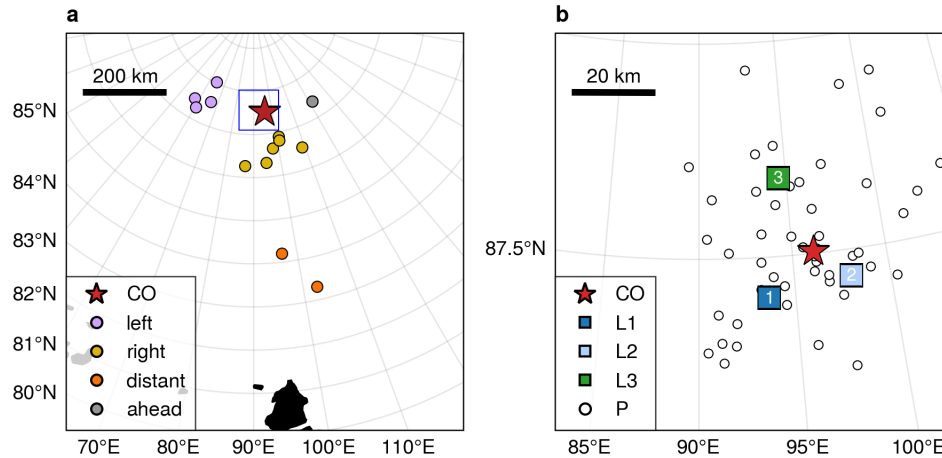 a
200 km
85°N
84°N
83°N
82°N
81°N
80°N
CO
left
right
distant
ahead
70°E
80°E
90°E
100°E
110°E
b
20 km
87.5°N
3
2
1
CO
L1
L2
L3
P
85°E
90°E
95°E
100°E